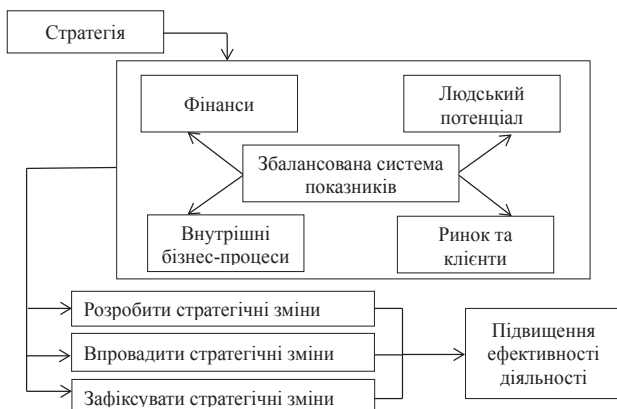 Стратегія
Фінанси
Людський
потенціал
Збалансована система
показників
Внутрішні
бізнес-процеси
Ринок та
клієнти
Розробити стратегічні зміни
Впровадити стратегічні зміни
Зафіксувати стратегічні зміни
Підвищення
ефективності
діяльності